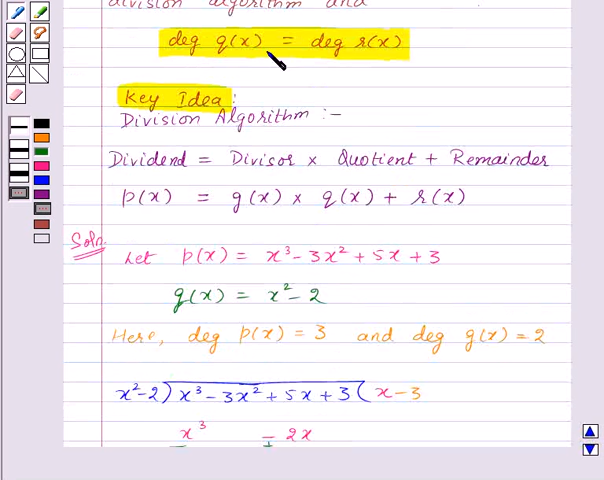 division algorithm and
deg q(x) = deg r(x)
Key Idea:
Division Algorithm :-
Dividend = Divisor × Quotient + Remainder
p(x) = g(x) × q(x) + r(x)
Soln.
Let p(x) = x³ - 3x² + 5x + 3
g(x) = x² - 2
Here, deg p(x) = 3 and deg g(x) = 2
x² - 2) x³ - 3x² + 5x + 3 ( x - 3
x³ - 2x